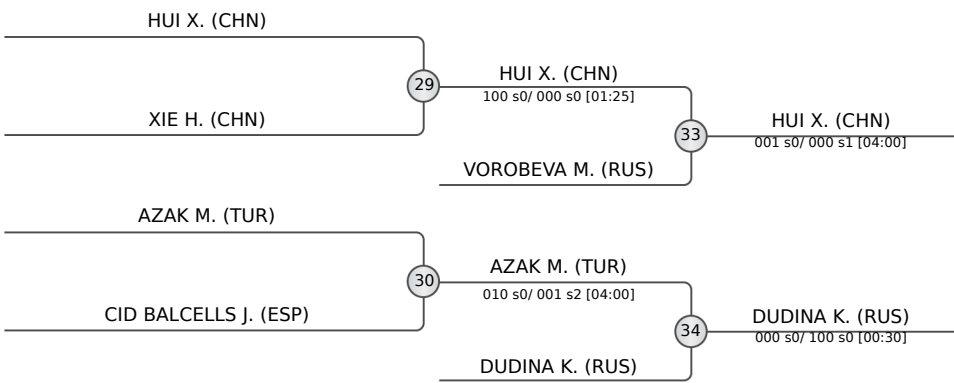 HUI X. (CHN)
29
XIE H. (CHN)
HUI X. (CHN)
100 s0/ 000 s0 [01:25]
33
VOROBEVA M. (RUS)
HUI X. (CHN)
001 s0/ 000 s1 [04:00]
AZAK M. (TUR)
30
CID BALCELLS J. (ESP)
AZAK M. (TUR)
010 s0/ 001 s2 [04:00]
34
DUDINA K. (RUS)
DUDINA K. (RUS)
000 s0/ 100 s0 [00:30]